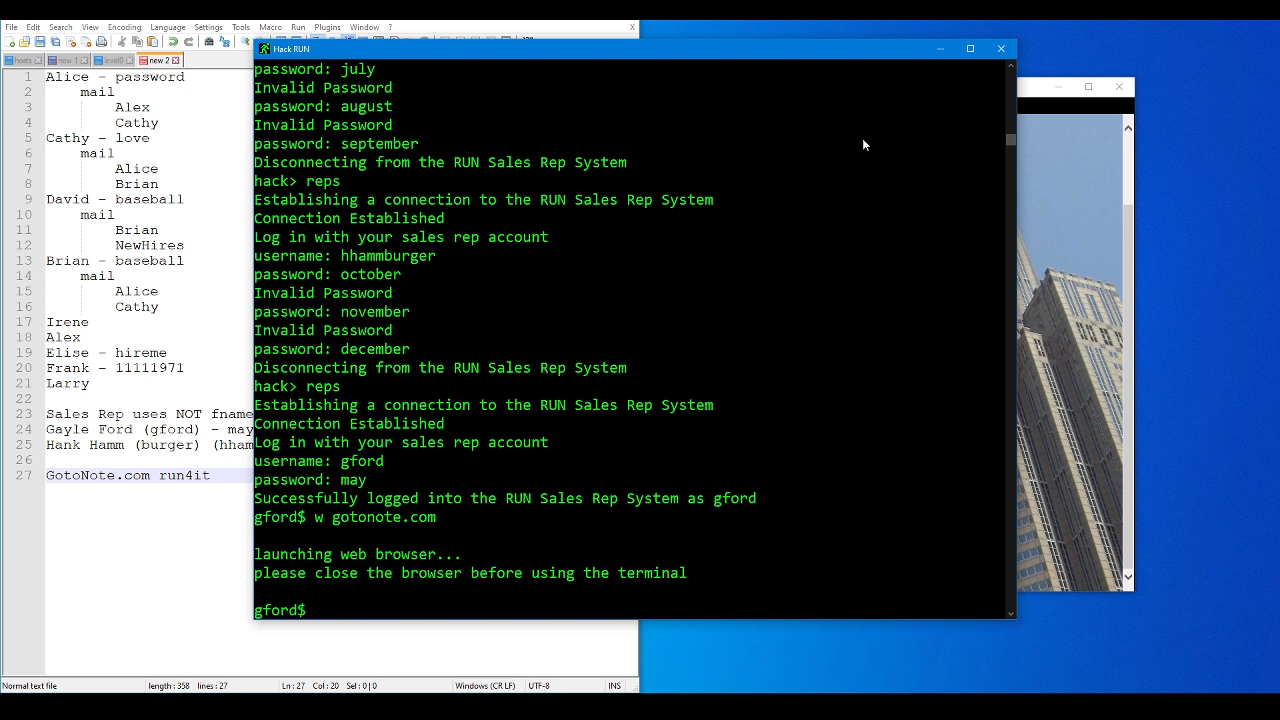 File Edit Search View Encoding Language Settings Tools Macro Run Plugins Window ? X
new 1 level0 new 2
Hack RUN
1 Alice - password
2 mail
3 Alex
4 Cathy
5 Cathy - love
6 mail
7 Alice
8 Brian
9 David - baseball
10 mail
11 Brian
12 NewHires
13 Brian - baseball
14 mail
15 Alice
16 Cathy
17 Irene
18 Alex
19 Elise - hireme
20 Frank - 11111971
21 Larry
22
23 Sales Rep uses NOT fname
24 Gayle Ford (gford) - may
25 Hank Hamm (burger) (hham
26
27 GotoNote.com run4it
password: july
Invalid Password
password: august
Invalid Password
password: september
Disconnecting from the RUN Sales Rep System
hack> reps
Establishing a connection to the RUN Sales Rep System
Connection Established
Log in with your sales rep account
username: hhammburger
password: october
Invalid Password
password: november
Invalid Password
password: december
Disconnecting from the RUN Sales Rep System
hack> reps
Establishing a connection to the RUN Sales Rep System
Connection Established
Log in with your sales rep account
username: gford
password: may
Successfully logged into the RUN Sales Rep System as gford
gford$ w gotonote.com
launching web browser...
please close the browser before using the terminal
gford$
Normal text file length : 358 lines : 27 Ln : 27 Col : 20 Sel : 0 | 0 Windows (CR LF) UTF-8 INS